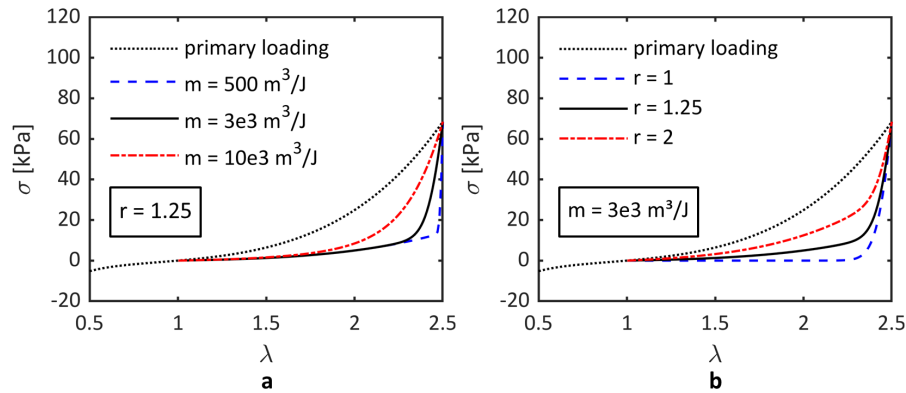 120
100
80
60
40
20
0
-20
σ [kPa]
primary loading
m = 500 m³/J
m = 3e3 m³/J
m = 10e3 m³/J
r = 1.25
0.5 1 1.5 2 2.5
λ
a
120
100
80
60
40
20
0
-20
σ [kPa]
primary loading
r = 1
r = 1.25
r = 2
m = 3e3 m³/J
0.5 1 1.5 2 2.5
λ
b